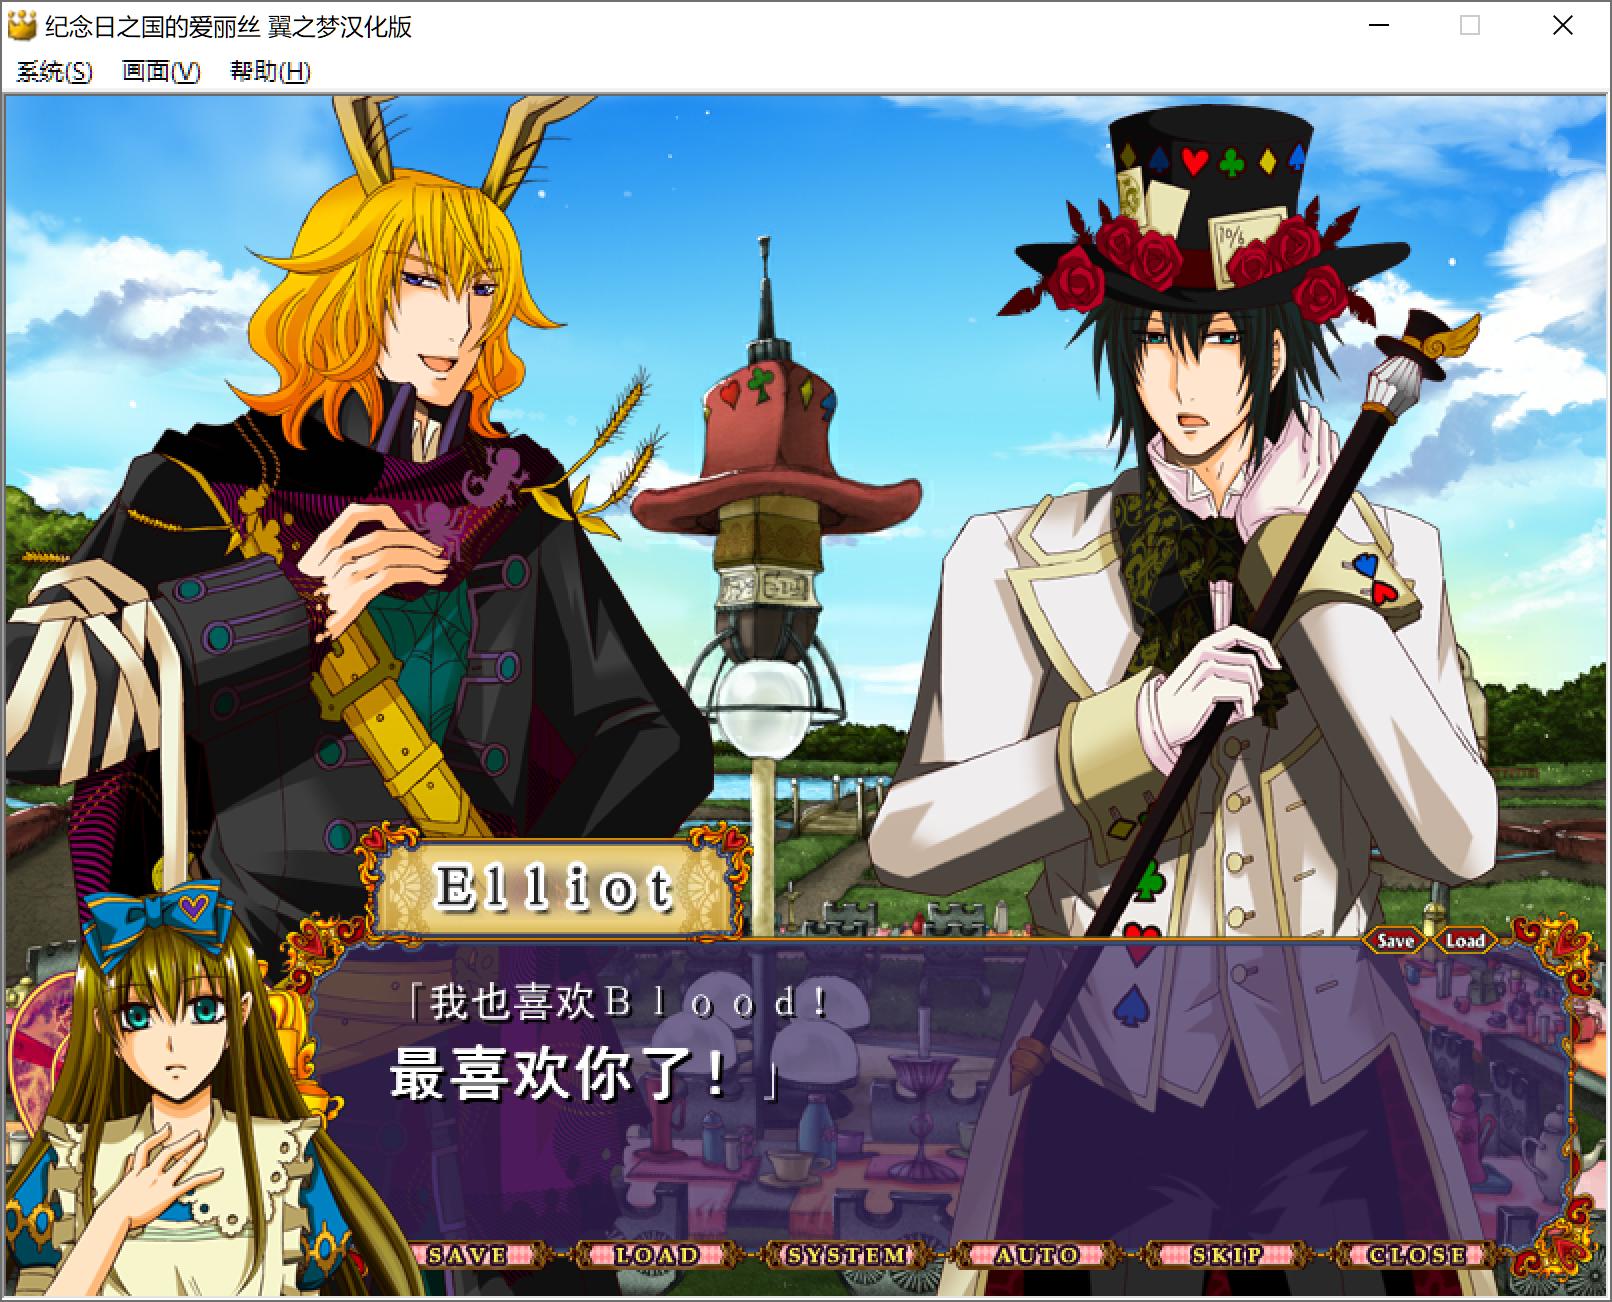 纪念日之国的爱丽丝 翼之梦汉化版
系统(S) 画面(V) 帮助(H)
10/6
Elliot
Save Load
「我也喜欢Blood！
最喜欢你了！」
SAVE LOAD SYSTEM AUTO SKIP CLOSE